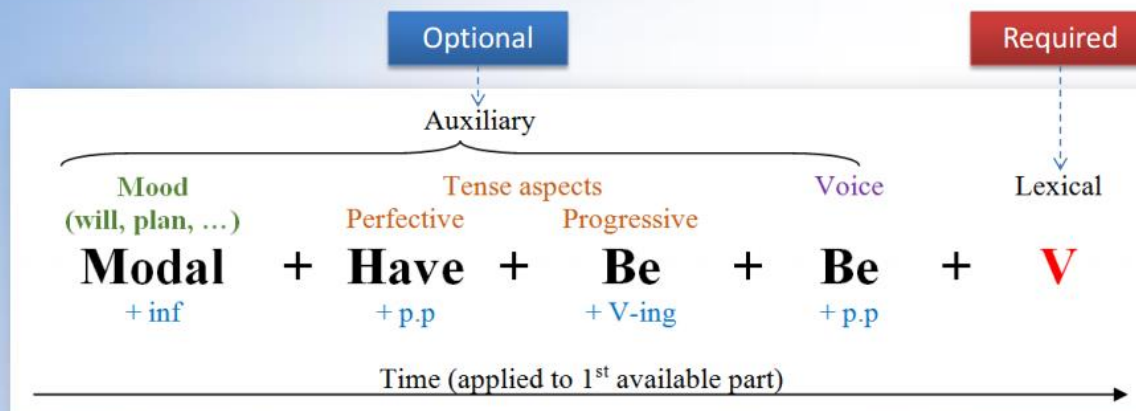 Optional Required
Auxiliary
Mood Tense aspects Voice Lexical
(will, plan, …) Perfective Progressive
Modal + Have + Be + Be + V
+ inf + p.p + V-ing + p.p
Time (applied to 1st available part)